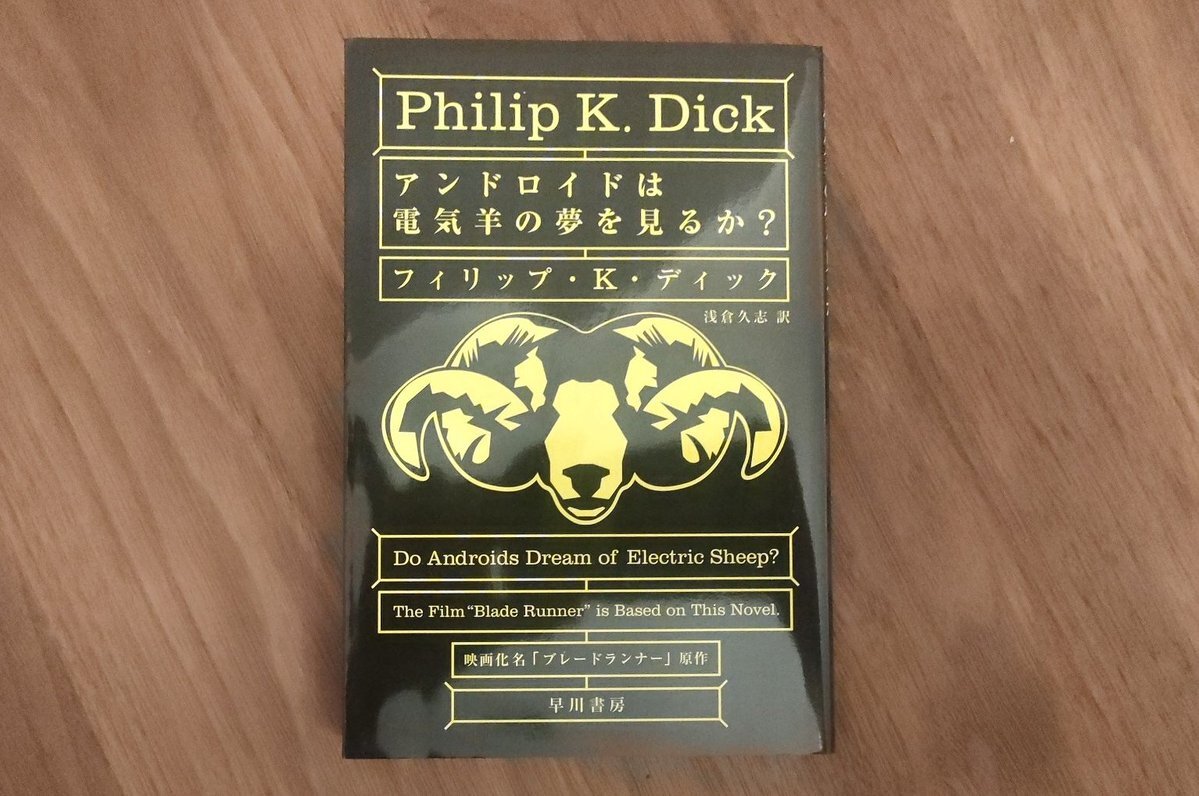 Philip K. Dick
アンドロイドは
電気羊の夢を見るか?
フィリップ・K・ディック
浅倉久志 訳
Do Androids Dream of Electric Sheep?
The Film “Blade Runner” is Based on This Novel.
映画化名「ブレードランナー」原作
早川書房